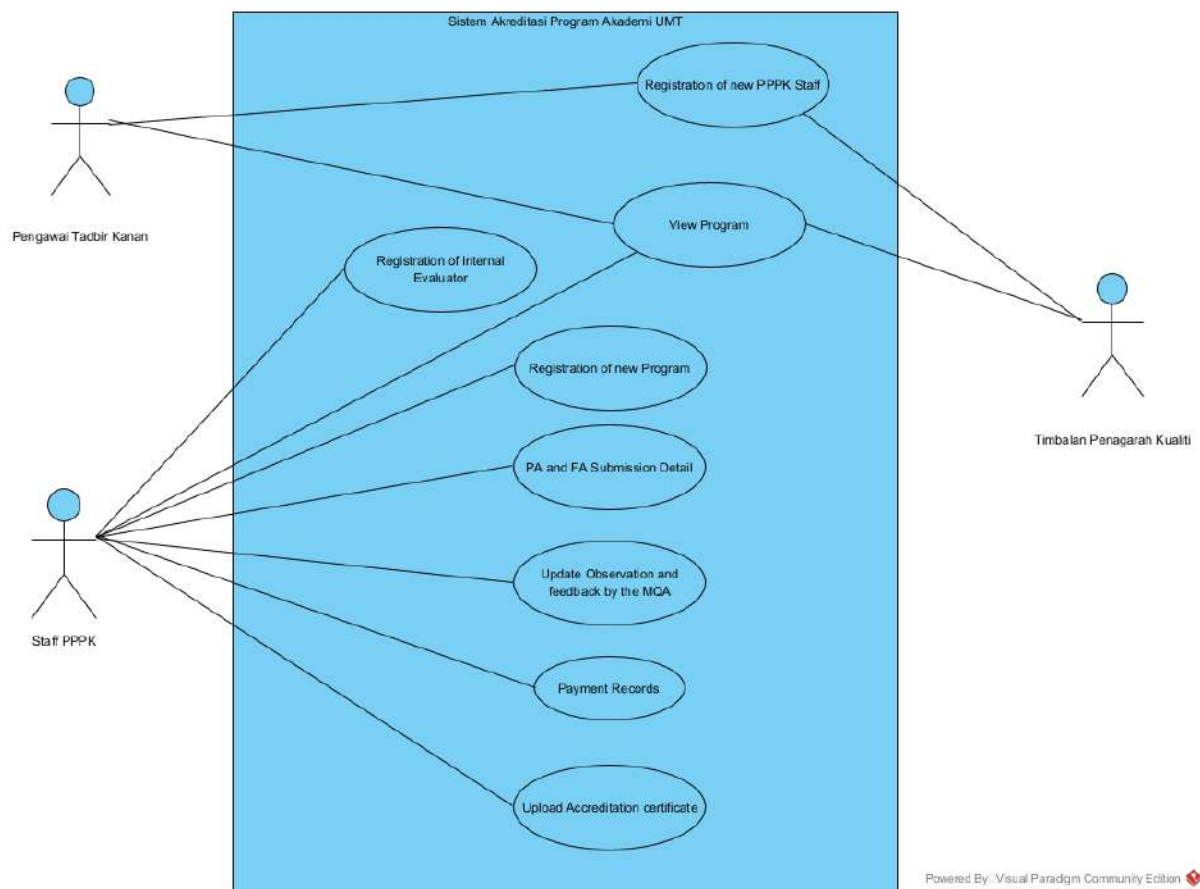 Sistem Akreditasi Program Akademi UMT
Registration of new PPPK Staff
Pengawai Tadbir Kanan
View Program
Registration of Internal
Evaluator
Registration of new Program
Timbalan Penagarah Kualiti
PA and FA Submission Detail
Update Observation and
feedback by the MQA
Staff PPPK
Payment Records
Upload Accreditation certificate
Powered By: Visual Paradigm Community Edition